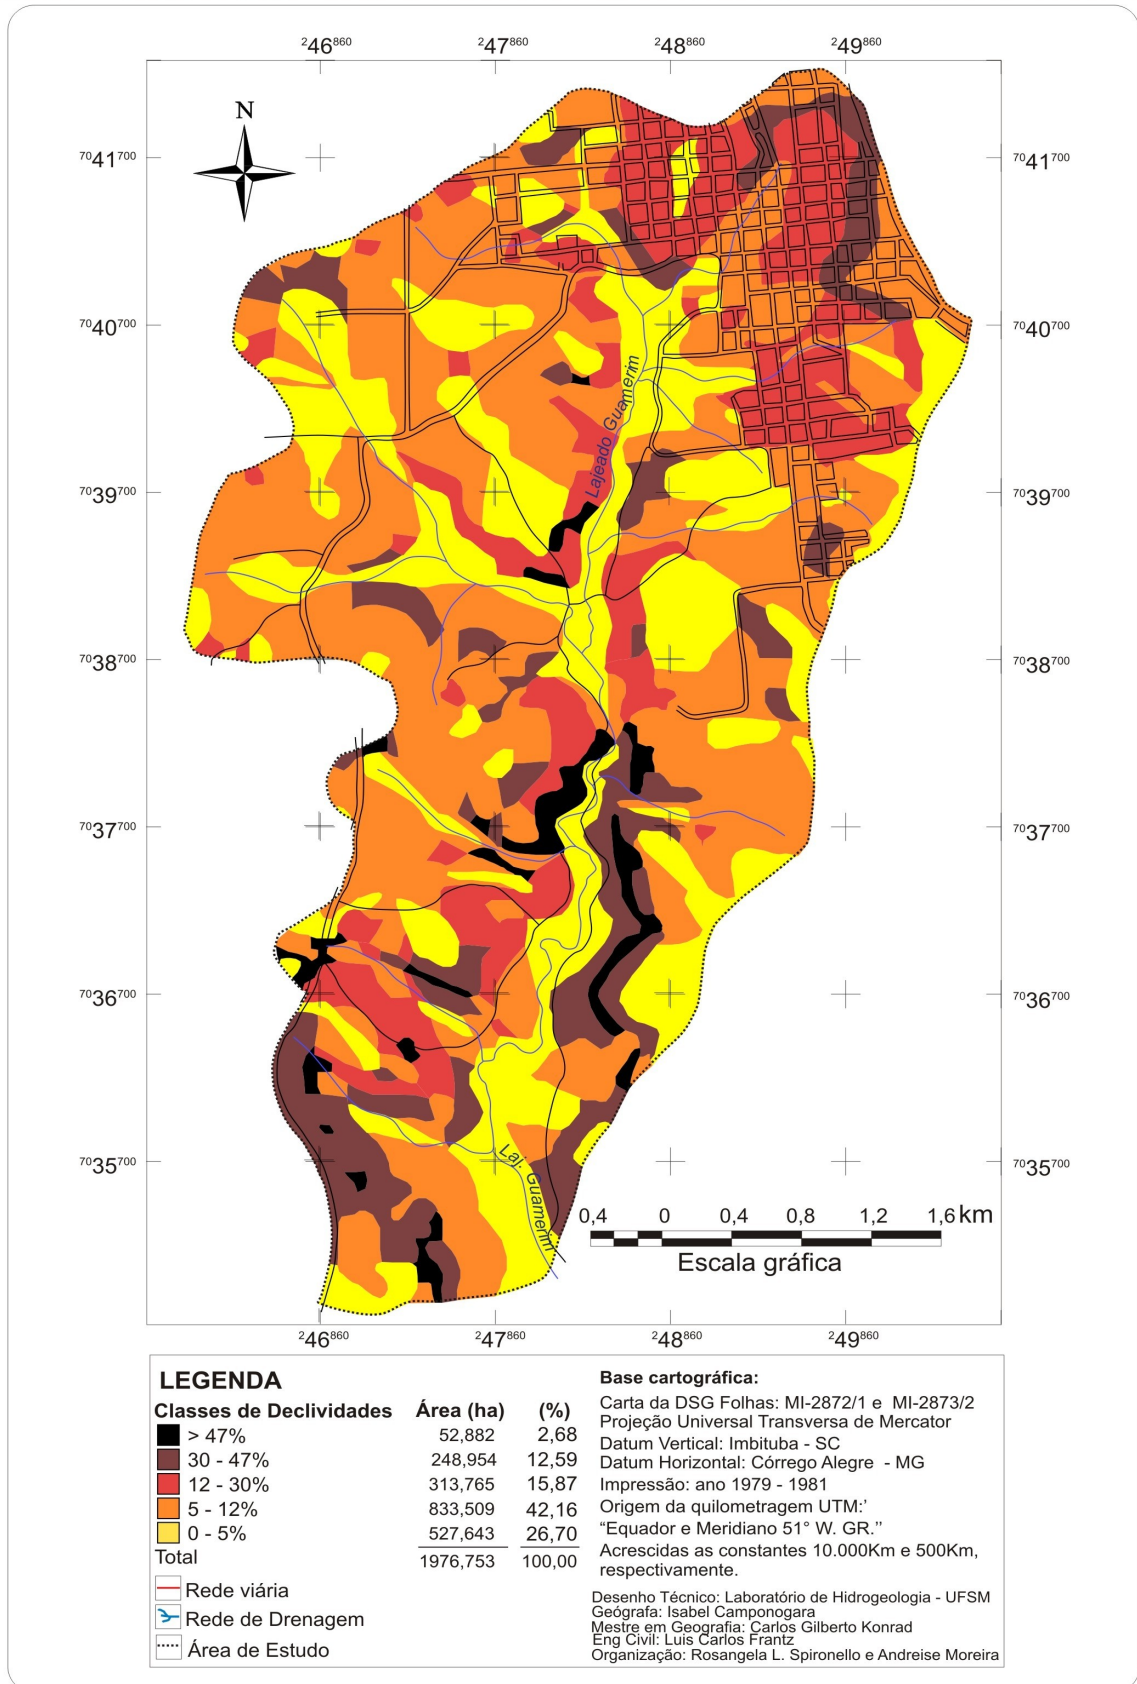 246860 247860 248860 249860
N
7041700 7041700
7040700 7040700
Lajeado Guamerim
7039700 7039700
7038700 7038700
7037700 7037700
7036700 7036700
7035700 7035700
Laj. Guamerim
0,4 0 0,4 0,8 1,2 1,6 km
Escala gráfica
246860 247860 248860 249860
LEGENDA
Classes de Declividades Área (ha) (%)
> 47% 52,882 2,68
30 - 47% 248,954 12,59
12 - 30% 313,765 15,87
5 - 12% 833,509 42,16
0 - 5% 527,643 26,70
Total 1976,753 100,00
Rede viária
Rede de Drenagem
Área de Estudo
Base cartográfica:
Carta da DSG Folhas: MI-2872/1 e MI-2873/2
Projeção Universal Transversa de Mercator
Datum Vertical: Imbituba - SC
Datum Horizontal: Córrego Alegre - MG
Impressão: ano 1979 - 1981
Origem da quilometragem UTM:'
“Equador e Meridiano 51° W. GR.''
Acrescidas as constantes 10.000Km e 500Km,
respectivamente.
Desenho Técnico: Laboratório de Hidrogeologia - UFSM
Geógrafa: Isabel Camponogara
Mestre em Geografia: Carlos Gilberto Konrad
Eng Civil: Luis Carlos Frantz
Organização: Rosangela L. Spironello e Andreise Moreira